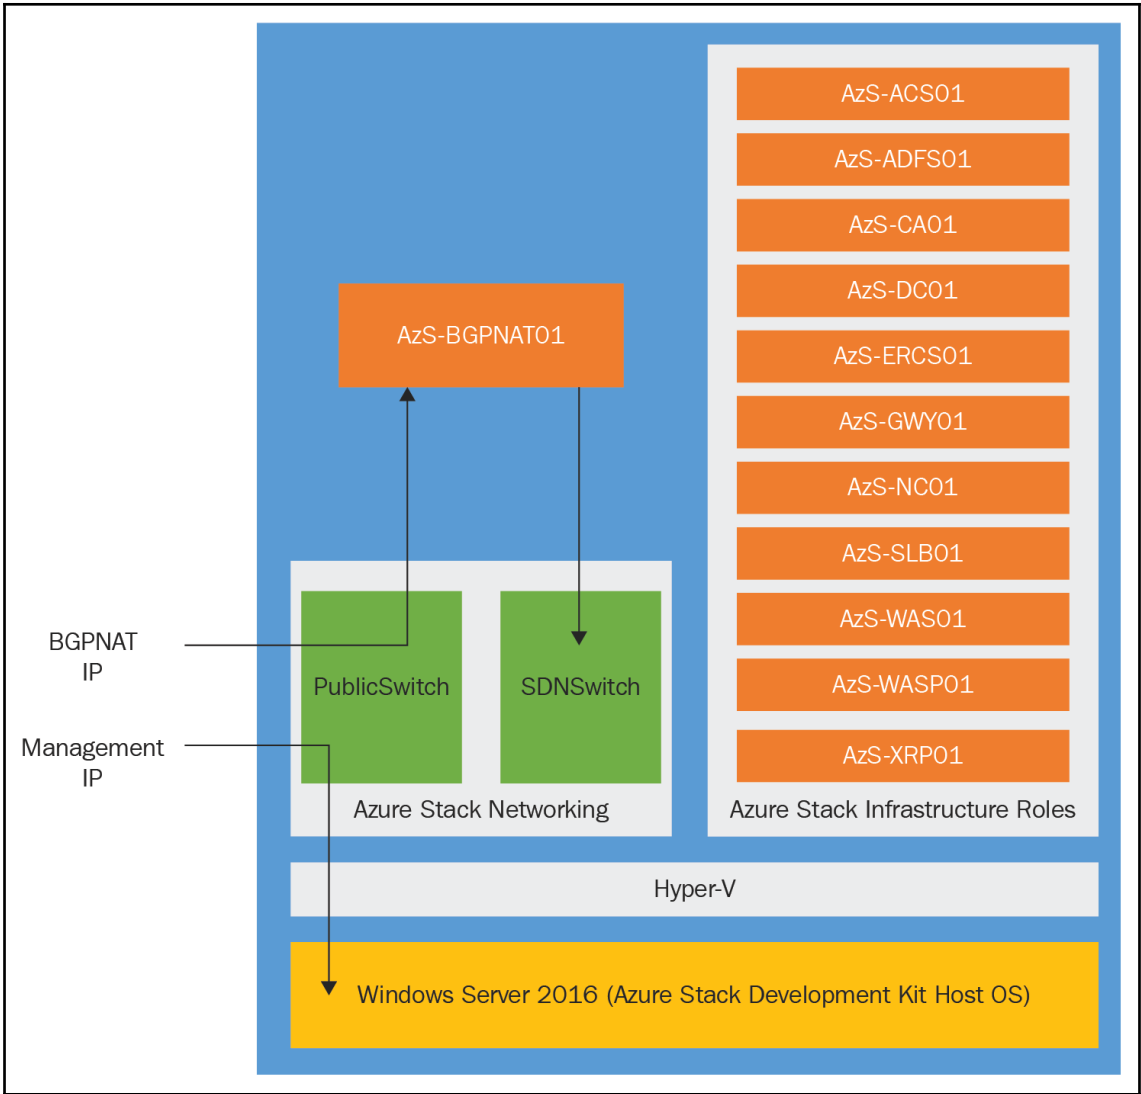 AzS-ACS01
AzS-ADFS01
AzS-CA01
AzS-DC01
AzS-ERCS01
AzS-GWY01
AzS-NC01
AzS-SLB01
AzS-WAS01
AzS-WASP01
AzS-XRP01
Azure Stack Infrastructure Roles
AzS-BGPNAT01
BGPNAT
IP
Management
IP
PublicSwitch
SDNSwitch
Azure Stack Networking
Hyper-V
Windows Server 2016 (Azure Stack Development Kit Host OS)